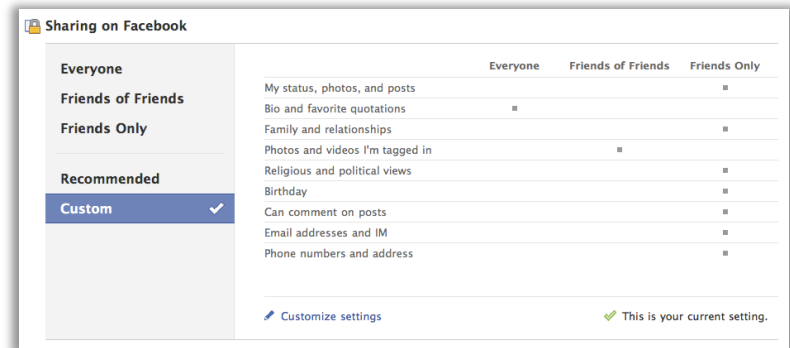 Sharing on Facebook
Everyone
Friends of Friends
Friends Only
Recommended
Custom
Everyone Friends of Friends Friends Only
My status, photos, and posts
Bio and favorite quotations
Family and relationships
Photos and videos I'm tagged in
Religious and political views
Birthday
Can comment on posts
Email addresses and IM
Phone numbers and address
Customize settings
This is your current setting.